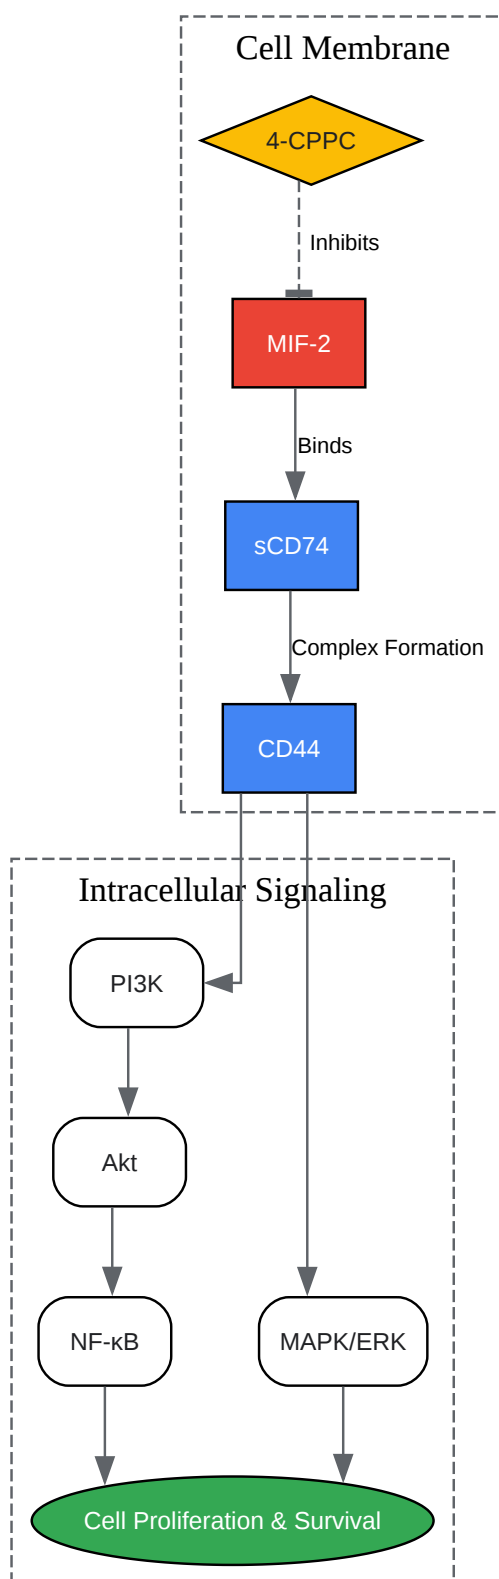 Cell Membrane
4-CPPC
Inhibits
MIF-2
Binds
sCD74
Complex Formation
CD44
Intracellular Signaling
PI3K
Akt
NF-κB
MAPK/ERK
Cell Proliferation & Survival